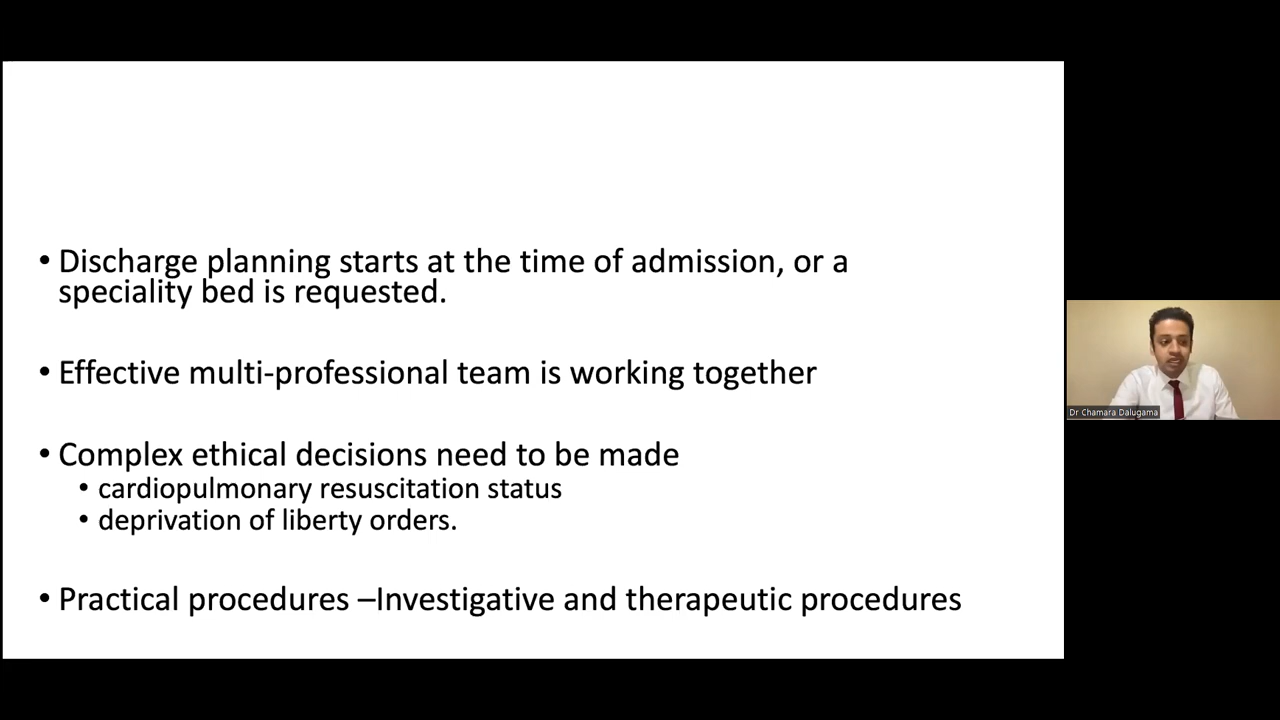 • Discharge planning starts at the time of admission, or a
speciality bed is requested.
• Effective multi-professional team is working together
• Complex ethical decisions need to be made
• cardiopulmonary resuscitation status
• deprivation of liberty orders.
• Practical procedures –Investigative and therapeutic procedures
Dr Chamara Dalugama